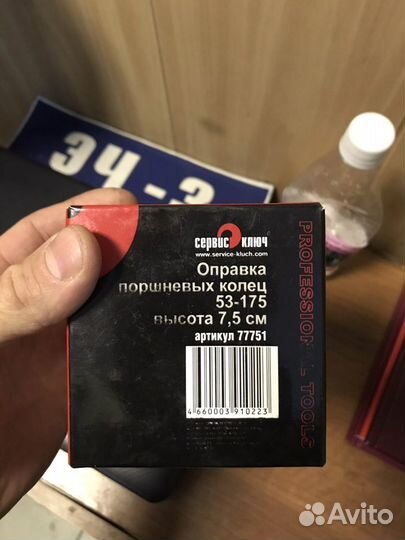 ЭЧ-3
сервис ключ
www.service-kluch.com
Оправка
поршневых колец
53-175
высота 7,5 см
артикул 77751
4 660003 910223
PROFESSIONAL TOOLS
Avito